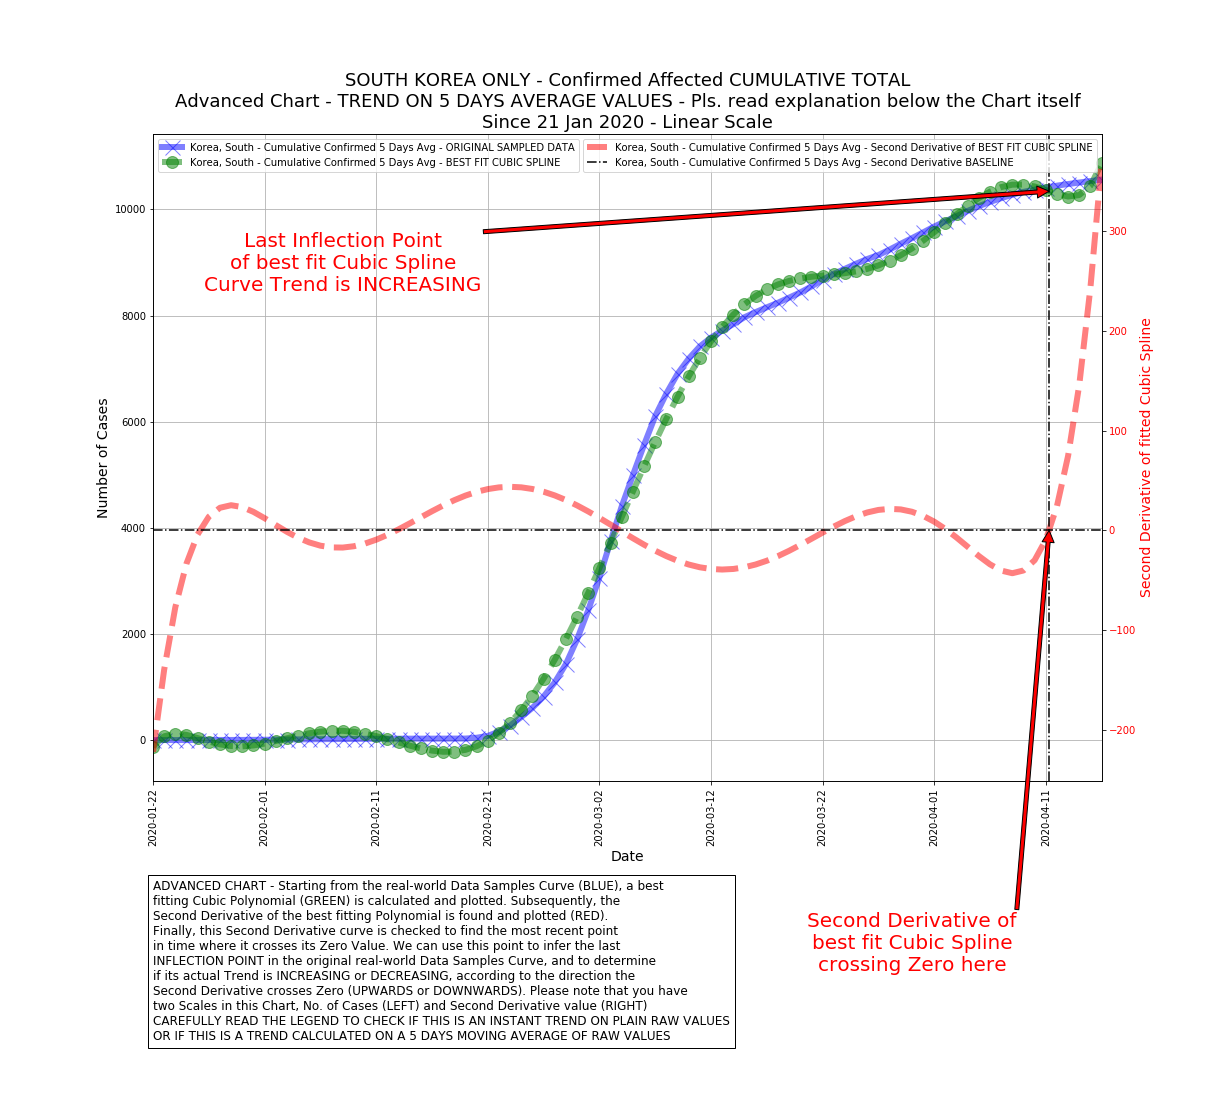 SOUTH KOREA ONLY - Confirmed Affected CUMULATIVE TOTAL
Advanced Chart - TREND ON 5 DAYS AVERAGE VALUES - Pls. read explanation below the Chart itself
Since 21 Jan 2020 - Linear Scale
Korea, South - Cumulative Confirmed 5 Days Avg - ORIGINAL SAMPLED DATA
Korea, South - Cumulative Confirmed 5 Days Avg - BEST FIT CUBIC SPLINE
Korea, South - Cumulative Confirmed 5 Days Avg - Second Derivative of BEST FIT CUBIC SPLINE
Korea, South - Cumulative Confirmed 5 Days Avg - Second Derivative BASELINE
Last Inflection Point
of best fit Cubic Spline
Curve Trend is INCREASING
Number of Cases
10000
8000
6000
4000
2000
0
300
200
100
0
−100
−200
Second Derivative of fitted Cubic Spline
2020-01-22
2020-02-01
2020-02-11
2020-02-21
2020-03-02
2020-03-12
2020-03-22
2020-04-01
2020-04-11
Date
ADVANCED CHART - Starting from the real-world Data Samples Curve (BLUE), a best
fitting Cubic Polynomial (GREEN) is calculated and plotted. Subsequently, the
Second Derivative of the best fitting Polynomial is found and plotted (RED).
Finally, this Second Derivative curve is checked to find the most recent point
in time where it crosses its Zero Value. We can use this point to infer the last
INFLECTION POINT in the original real-world Data Samples Curve, and to determine
if its actual Trend is INCREASING or DECREASING, according to the direction the
Second Derivative crosses Zero (UPWARDS or DOWNWARDS). Please note that you have
two Scales in this Chart, No. of Cases (LEFT) and Second Derivative value (RIGHT)
CAREFULLY READ THE LEGEND TO CHECK IF THIS IS AN INSTANT TREND ON PLAIN RAW VALUES
OR IF THIS IS A TREND CALCULATED ON A 5 DAYS MOVING AVERAGE OF RAW VALUES
Second Derivative of
best fit Cubic Spline
crossing Zero here